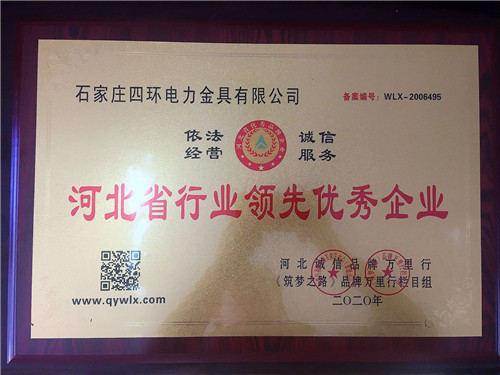 石家庄四环电力金具有限公司
备案编号：WLX-2006495
依法 诚信
经营 服务
河北省行业领先优秀企业
河北诚信品牌万里行
《筑梦之路》品牌万里行栏目组
二〇二〇年
www.qywlx.com